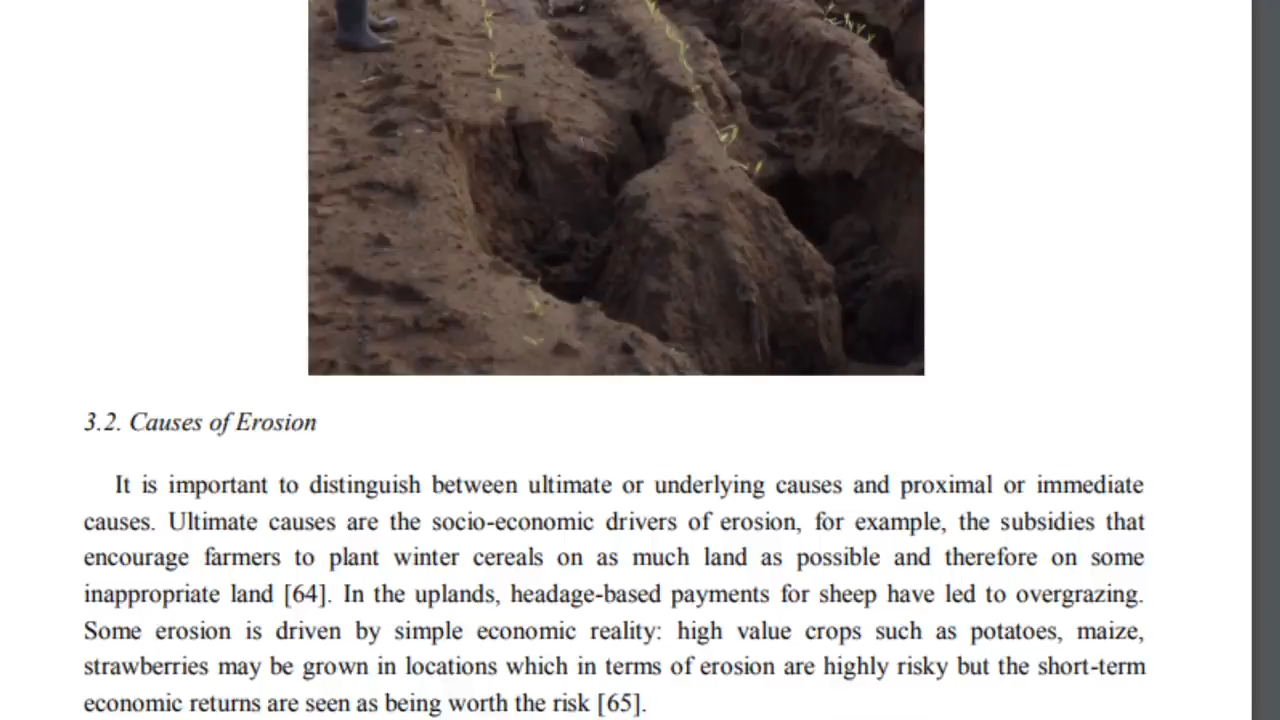 3.2. Causes of Erosion
It is important to distinguish between ultimate or underlying causes and proximal or immediate
causes. Ultimate causes are the socio-economic drivers of erosion, for example, the subsidies that
encourage farmers to plant winter cereals on as much land as possible and therefore on some
inappropriate land [64]. In the uplands, headage-based payments for sheep have led to overgrazing.
Some erosion is driven by simple economic reality: high value crops such as potatoes, maize,
strawberries may be grown in locations which in terms of erosion are highly risky but the short-term
economic returns are seen as being worth the risk [65].